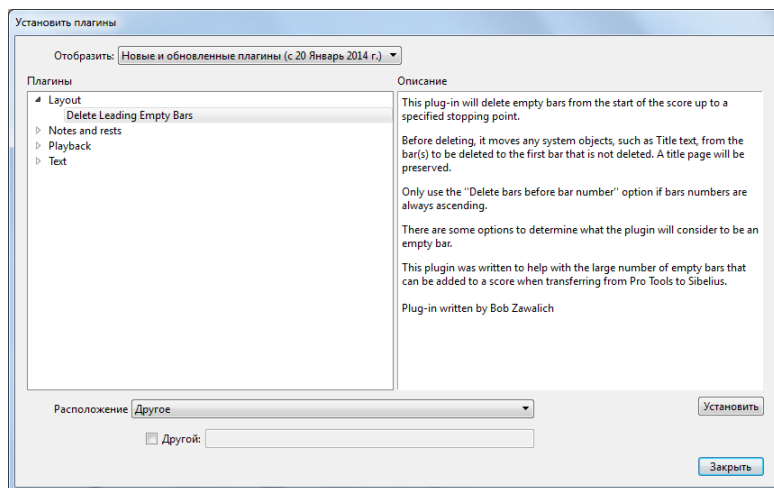 Установить плагины
Отобразить: Новые и обновленные плагины (с 20 Январь 2014 г.)
Плагины
Layout
Delete Leading Empty Bars
Notes and rests
Playback
Text
Описание
This plug-in will delete empty bars from the start of the score up to a
specified stopping point.
Before deleting, it moves any system objects, such as Title text, from the
bar(s) to be deleted to the first bar that is not deleted. A title page will be
preserved.
Only use the "Delete bars before bar number" option if bars numbers are
always ascending.
There are some options to determine what the plugin will consider to be an
empty bar.
This plugin was written to help with the large number of empty bars that
can be added to a score when transferring from Pro Tools to Sibelius.
Plug-in written by Bob Zawalich
Расположение Другое
Установить
Другой:
Закрыть